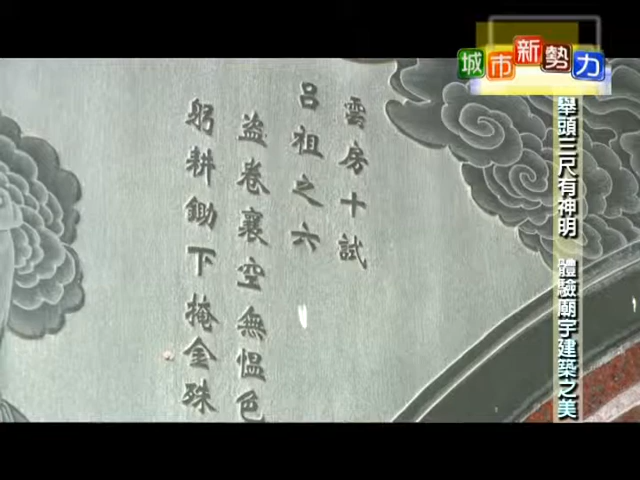 城市新勢力
舉頭三尺有神明 體驗廟宇建築之美
雲房十試
呂祖之六
盜卷襄空無慍色
躬耕鋤下掩金殊